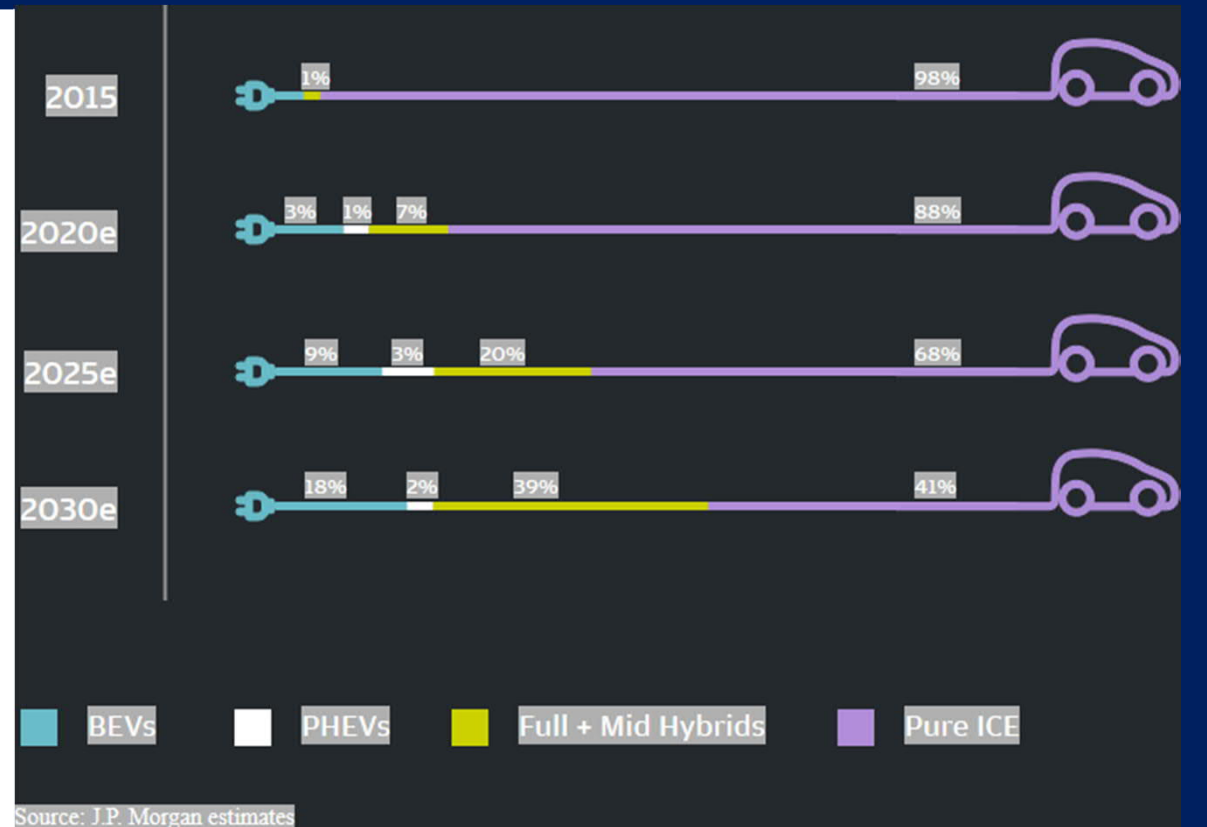 2015 1% 98%
2020e 3% 1% 7% 88%
2025e 9% 3% 20% 68%
2030e 18% 2% 39% 41%
BEVs PHEVs Full + Mid Hybrids Pure ICE
Source: J.P. Morgan estimates